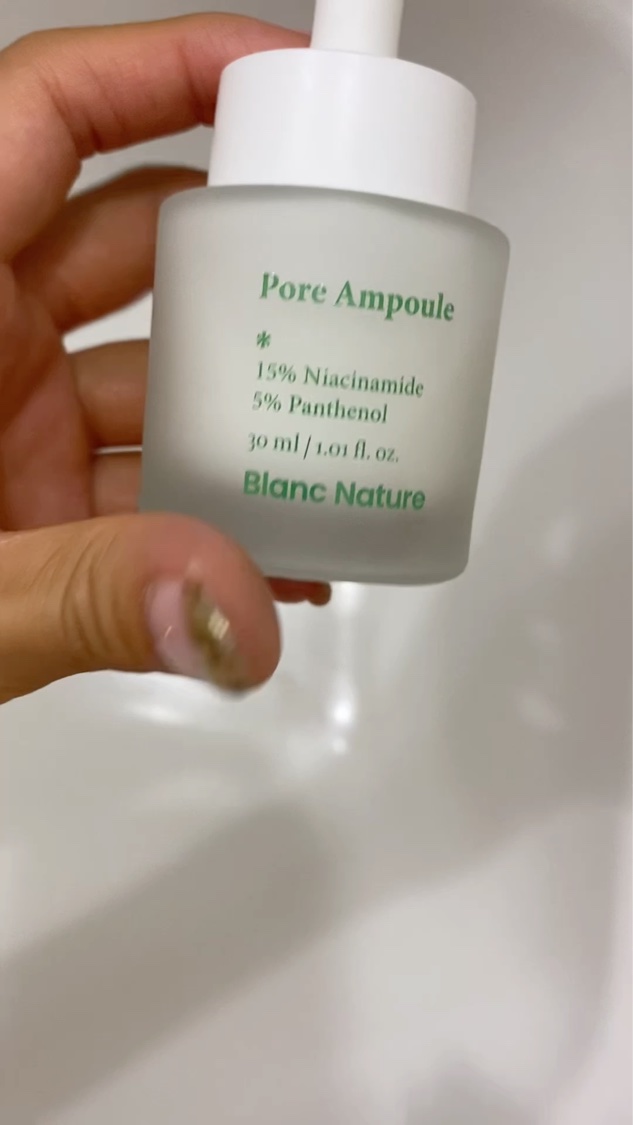 Pore Ampoule
*
15% Niacinamide
5% Panthenol
30 ml / 1.01 fl. oz.
Blanc Nature